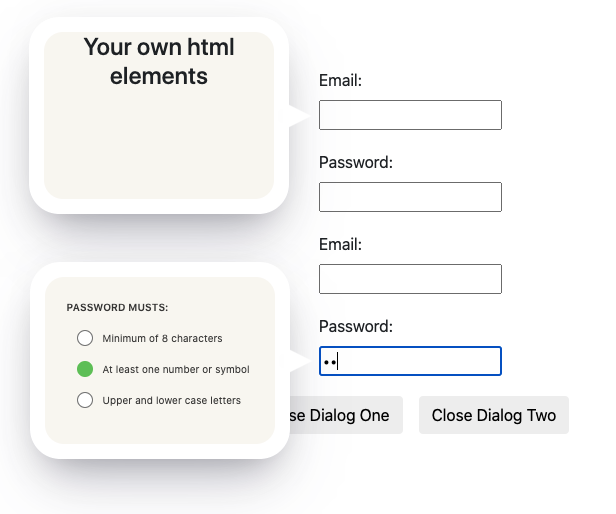 Your own html
elements
Email:
Password:
Email:
Password:
••
PASSWORD MUSTS:
Minimum of 8 characters
At least one number or symbol
Upper and lower case letters
se Dialog One
Close Dialog Two